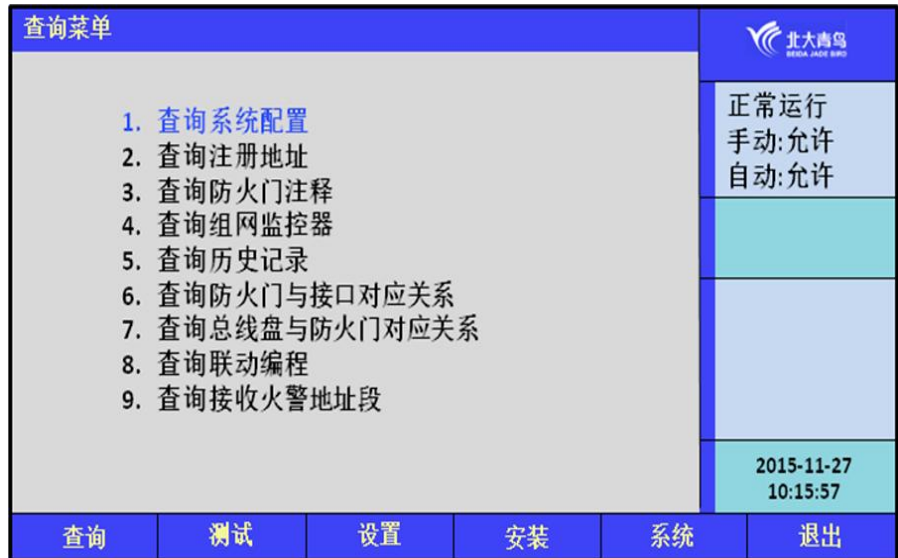 查询菜单
北大青鸟
BEIDA JADE BIRD
1. 查询系统配置
2. 查询注册地址
3. 查询防火门注释
4. 查询组网监控器
5. 查询历史记录
6. 查询防火门与接口对应关系
7. 查询总线盘与防火门对应关系
8. 查询联动编程
9. 查询接收火警地址段
正常运行
手动:允许
自动:允许
2015-11-27
10:15:57
查询 测试 设置 安装 系统 退出